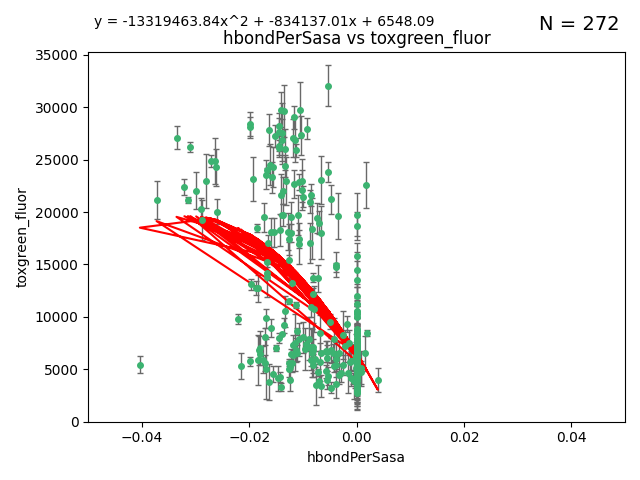 y = -13319463.84x^2 + -834137.01x + 6548.09
N = 272
hbondPerSasa vs toxgreen_fluor
35000
30000
25000
20000
15000
10000
5000
0
toxgreen_fluor
−0.04
−0.02
0.00
0.02
0.04
hbondPerSasa